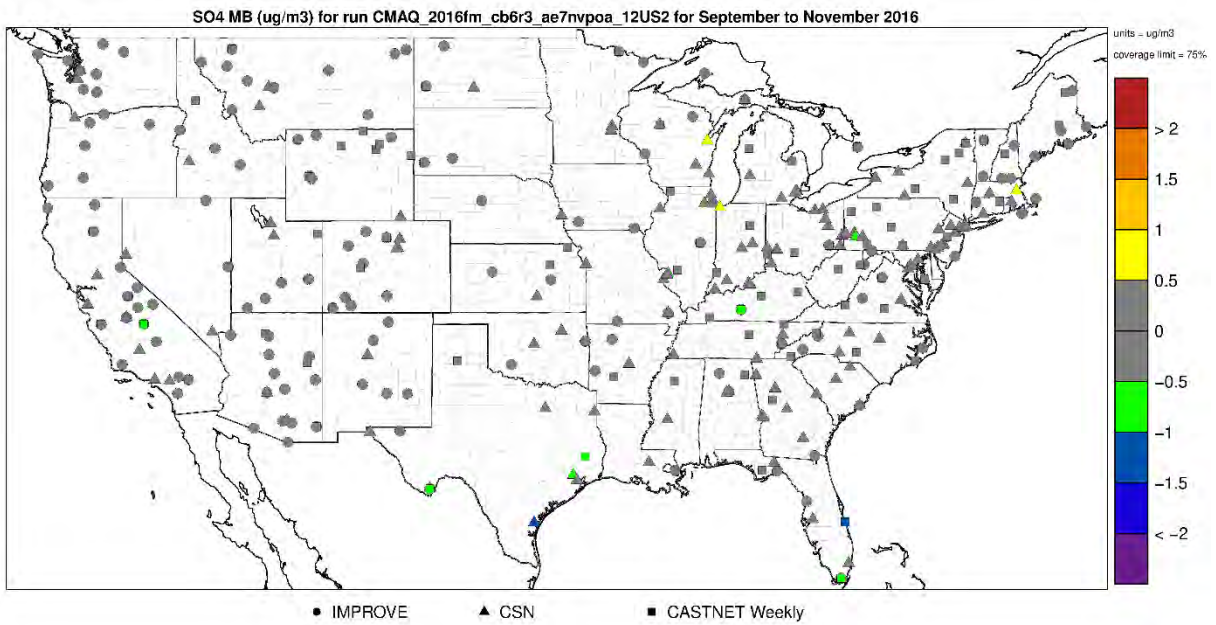 SO4 MB (ug/m3) for run CMAQ_2016fm_cb6r3_ae7nvpoa_12US2 for September to November 2016
units = ug/m3
coverage limit = 75%
> 2
1.5
1
0.5
0
−0.5
−1
−1.5
< −2
IMPROVE
CSN
CASTNET Weekly